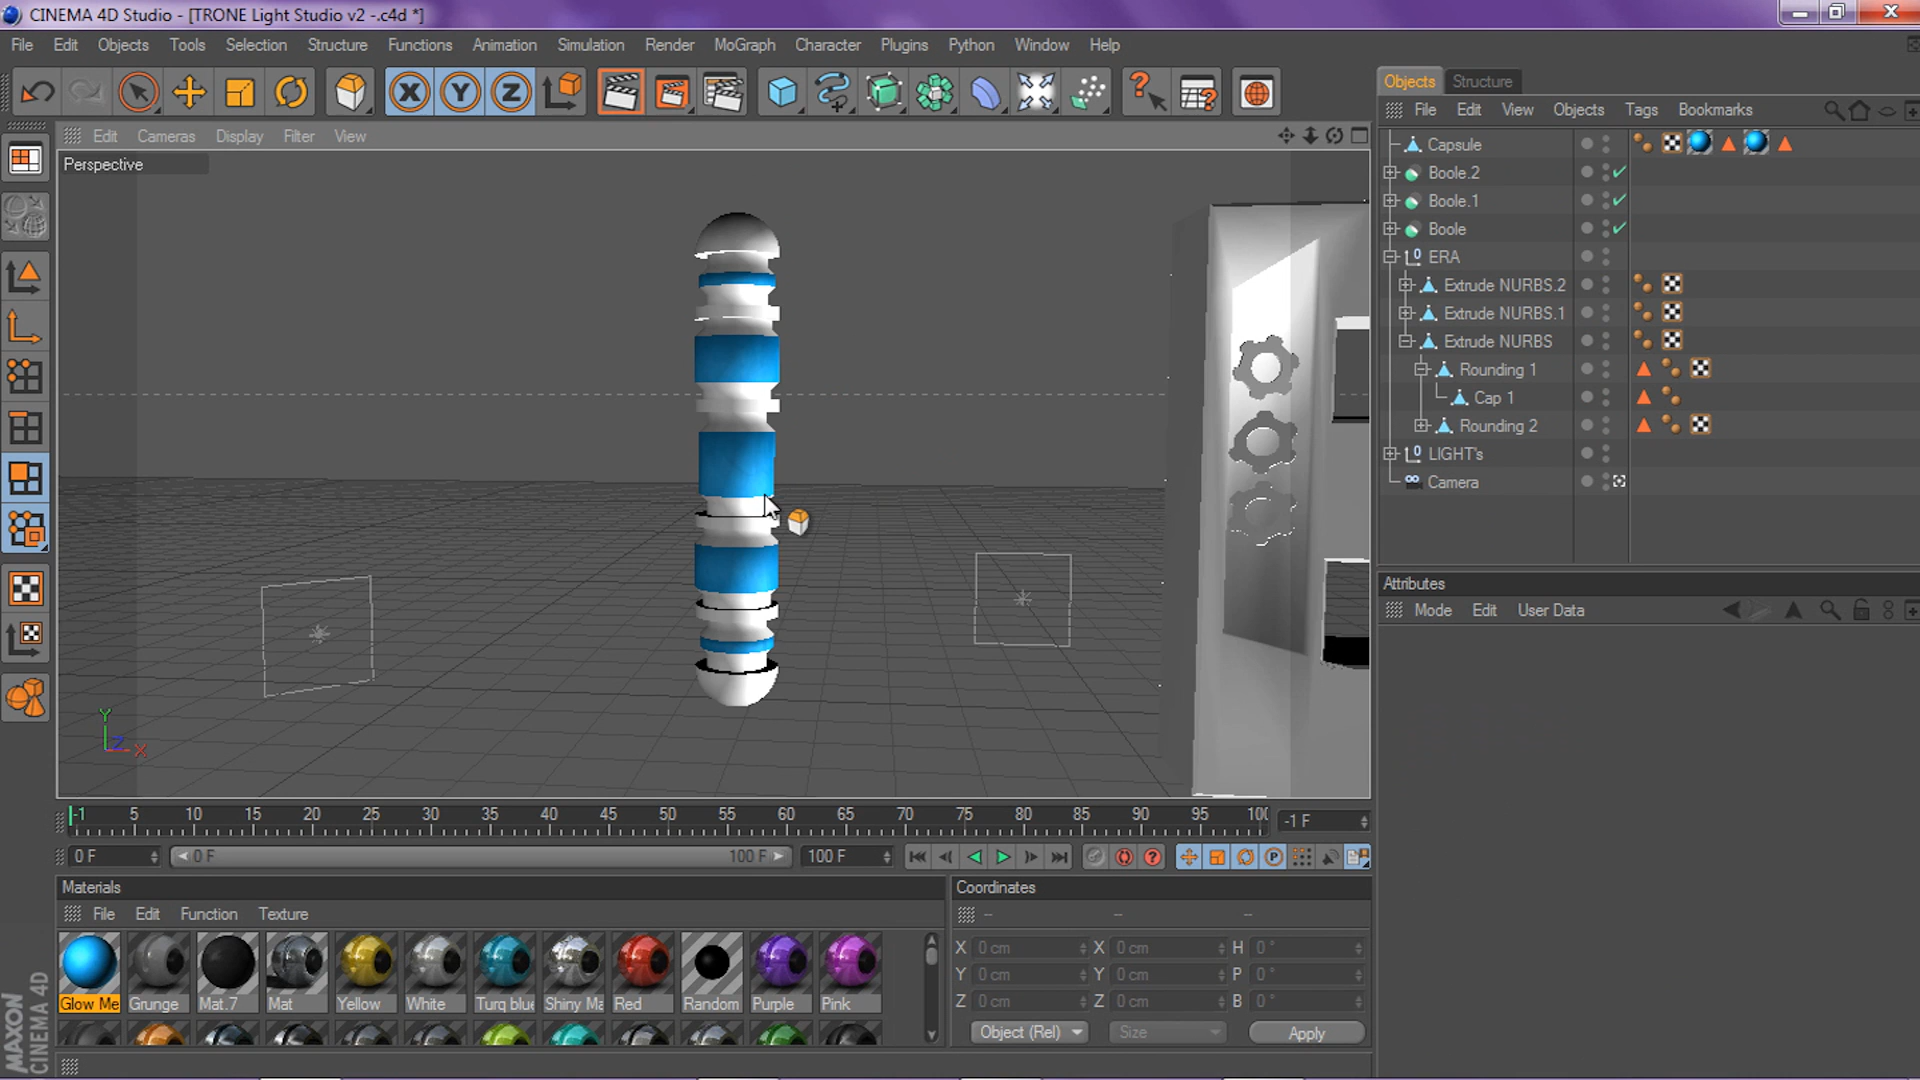 CINEMA 4D Studio - [TRONE Light Studio v2 -.c4d *]
File Edit Objects Tools Selection Structure Functions Animation Simulation Render MoGraph Character Plugins Python Window Help
X Y Z
Objects Structure
File Edit View Objects Tags Bookmarks
Edit Cameras Display Filter View
Perspective
Capsule
Boole.2
Boole.1
Boole
ERA
Extrude NURBS.2
Extrude NURBS.1
Extrude NURBS
Rounding 1
Cap 1
Rounding 2
LIGHT's
Camera
Attributes
Mode Edit User Data
Y
Z
X
-1 5 10 15 20 25 30 35 40 45 50 55 60 65 70 75 80 85 90 95 100
-1 F
0 F 0 F 100 F 100 F
Materials
File Edit Function Texture
Glow Me Grunge Mat.7 Mat Yellow White Turq blue Shiny Ma Red Random Purple Pink
Coordinates
-- -- --
X 0 cm X 0 cm H 0 °
Y 0 cm Y 0 cm P 0 °
Z 0 cm Z 0 cm B 0 °
Object (Rel) Size Apply
MAXON
CINEMA 4D